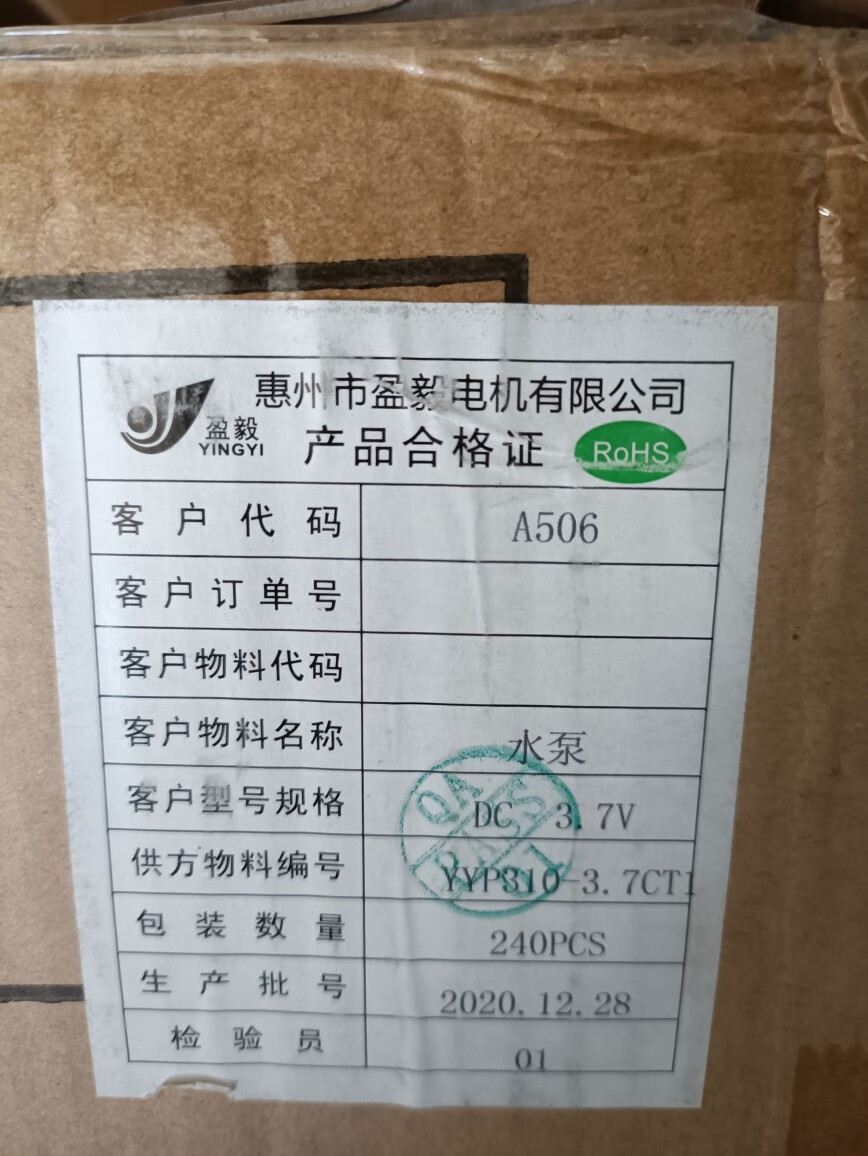 惠州市盈毅电机有限公司
盈毅
YINGYI
产品合格证
RoHS
客户代码 A506
客户订单号
客户物料代码
客户物料名称 水泵
客户型号规格 DC 3.7V
供方物料编号 YYP310-3.7CT1
包装数量 240PCS
生产批号 2020.12.28
检验员 01
QA
PASS